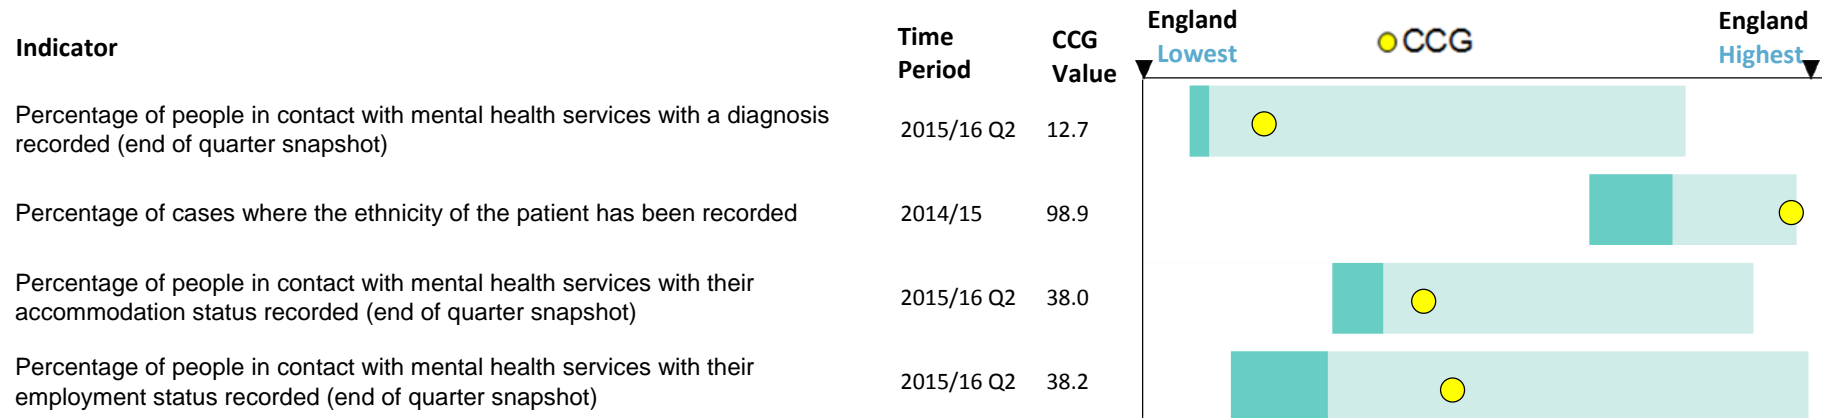 Indicator
Time Period
CCG Value
England Lowest
CCG
England Highest
Percentage of people in contact with mental health services with a diagnosis
recorded (end of quarter snapshot)
2015/16 Q2
12.7
Percentage of cases where the ethnicity of the patient has been recorded
2014/15
98.9
Percentage of people in contact with mental health services with their
accommodation status recorded (end of quarter snapshot)
2015/16 Q2
38.0
Percentage of people in contact with mental health services with their
employment status recorded (end of quarter snapshot)
2015/16 Q2
38.2